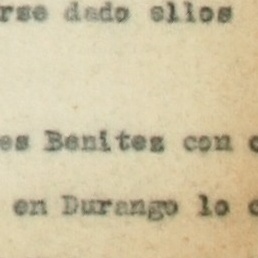 rse dado ellos
es Benitez con
en Durango lo